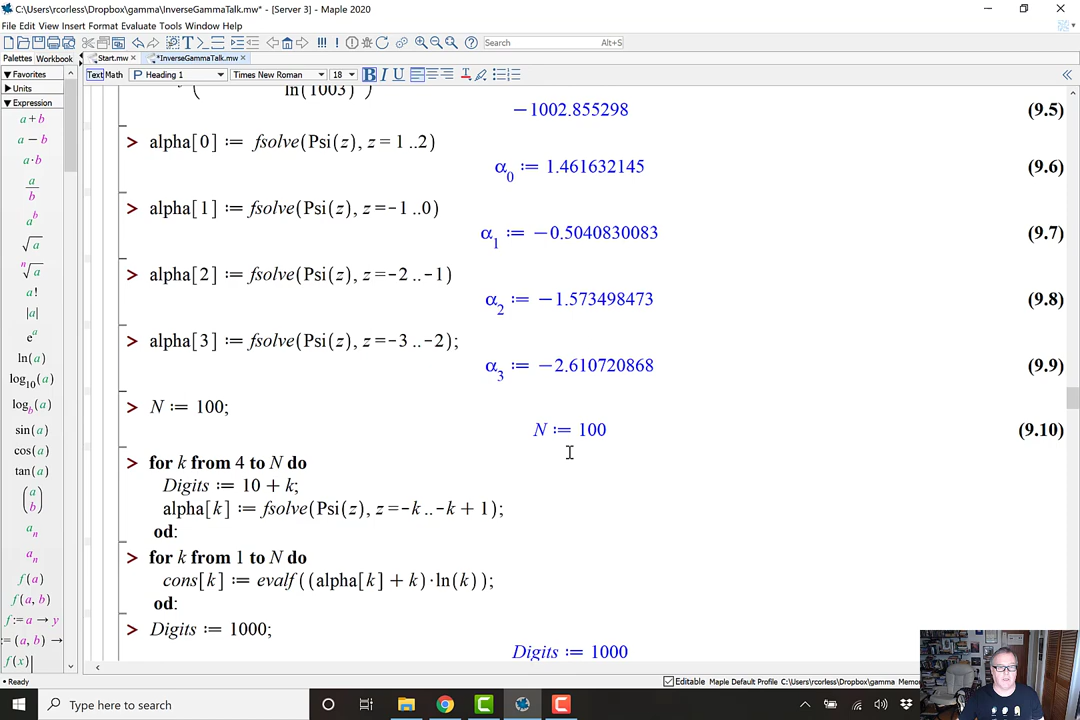 C:\Users\rcorless\Dropbox\gamma\InverseGammaTalk.mw* - [Server 3] - Maple 2020
File Edit View Insert Format Evaluate Tools Window Help
Search Alt+S
Palettes Workbook Start.mw × *InverseGammaTalk.mw ×
Favorites
Text Math P Heading 1 Times New Roman 18 B I U
Units
Expression
a+b
a−b
a·b
a/b
a^b
√a
n√a
a!
|a|
e^a
ln(a)
log10(a)
log_b(a)
sin(a)
cos(a)
tan(a)
(a b)
a_n
a_n
f(a)
f(a, b)
f:= a → y
:= (a, b) →
f(x)|
ln(1003)
−1002.855298 (9.5)
> alpha[0] := fsolve(Psi(z), z = 1 ..2)
α0 := 1.461632145 (9.6)
> alpha[1] := fsolve(Psi(z), z=−1 ..0)
α1 := −0.5040830083 (9.7)
> alpha[2] := fsolve(Psi(z), z=−2 ..−1)
α2 := −1.573498473 (9.8)
> alpha[3] := fsolve(Psi(z), z=−3 ..−2);
α3 := −2.610720868 (9.9)
> N := 100;
N := 100 (9.10)
> for k from 4 to N do
Digits := 10 + k;
alpha[k] := fsolve(Psi(z), z=−k ..−k + 1);
od:
> for k from 1 to N do
cons[k] := evalf((alpha[k] + k)·ln(k));
od:
> Digits := 1000;
Digits := 1000
Ready Editable Maple Default Profile C:\Users\rcorless\Dropbox\gamma Memor
Type here to search